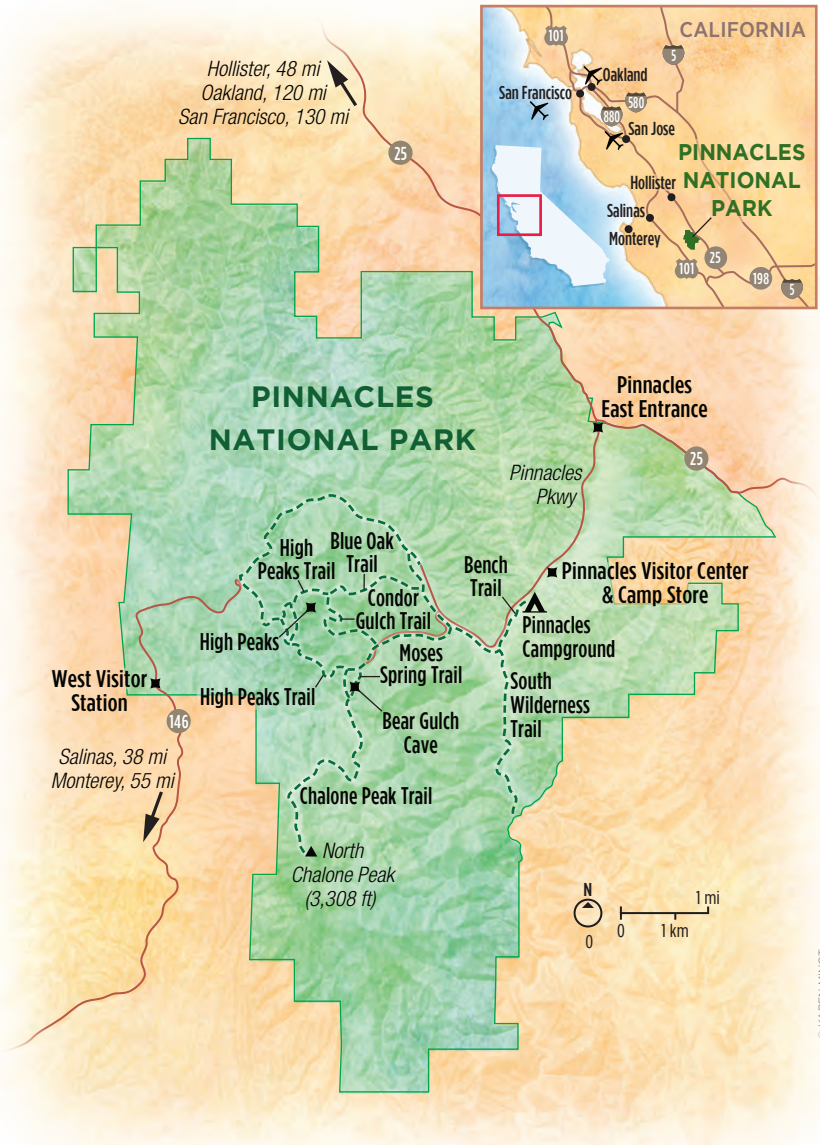 Hollister, 48 mi
Oakland, 120 mi
San Francisco, 130 mi
25
CALIFORNIA
101
5
Oakland
San Francisco
580
880
San Jose
PINNACLES
NATIONAL
PARK
Hollister
Salinas
Monterey
25
101
198
5
PINNACLES
NATIONAL PARK
Pinnacles
East Entrance
25
Pinnacles
Pkwy
High
Peaks Trail
Blue Oak
Trail
Bench
Trail
Pinnacles Visitor Center
& Camp Store
Condor
Gulch Trail
Pinnacles
Campground
High Peaks
Moses
Spring Trail
West Visitor
Station
High Peaks Trail
South
Wilderness
Trail
Bear Gulch
Cave
146
Salinas, 38 mi
Monterey, 55 mi
Chalone Peak Trail
North
Chalone Peak
(3,308 ft)
N
0
1 mi
0
1 km